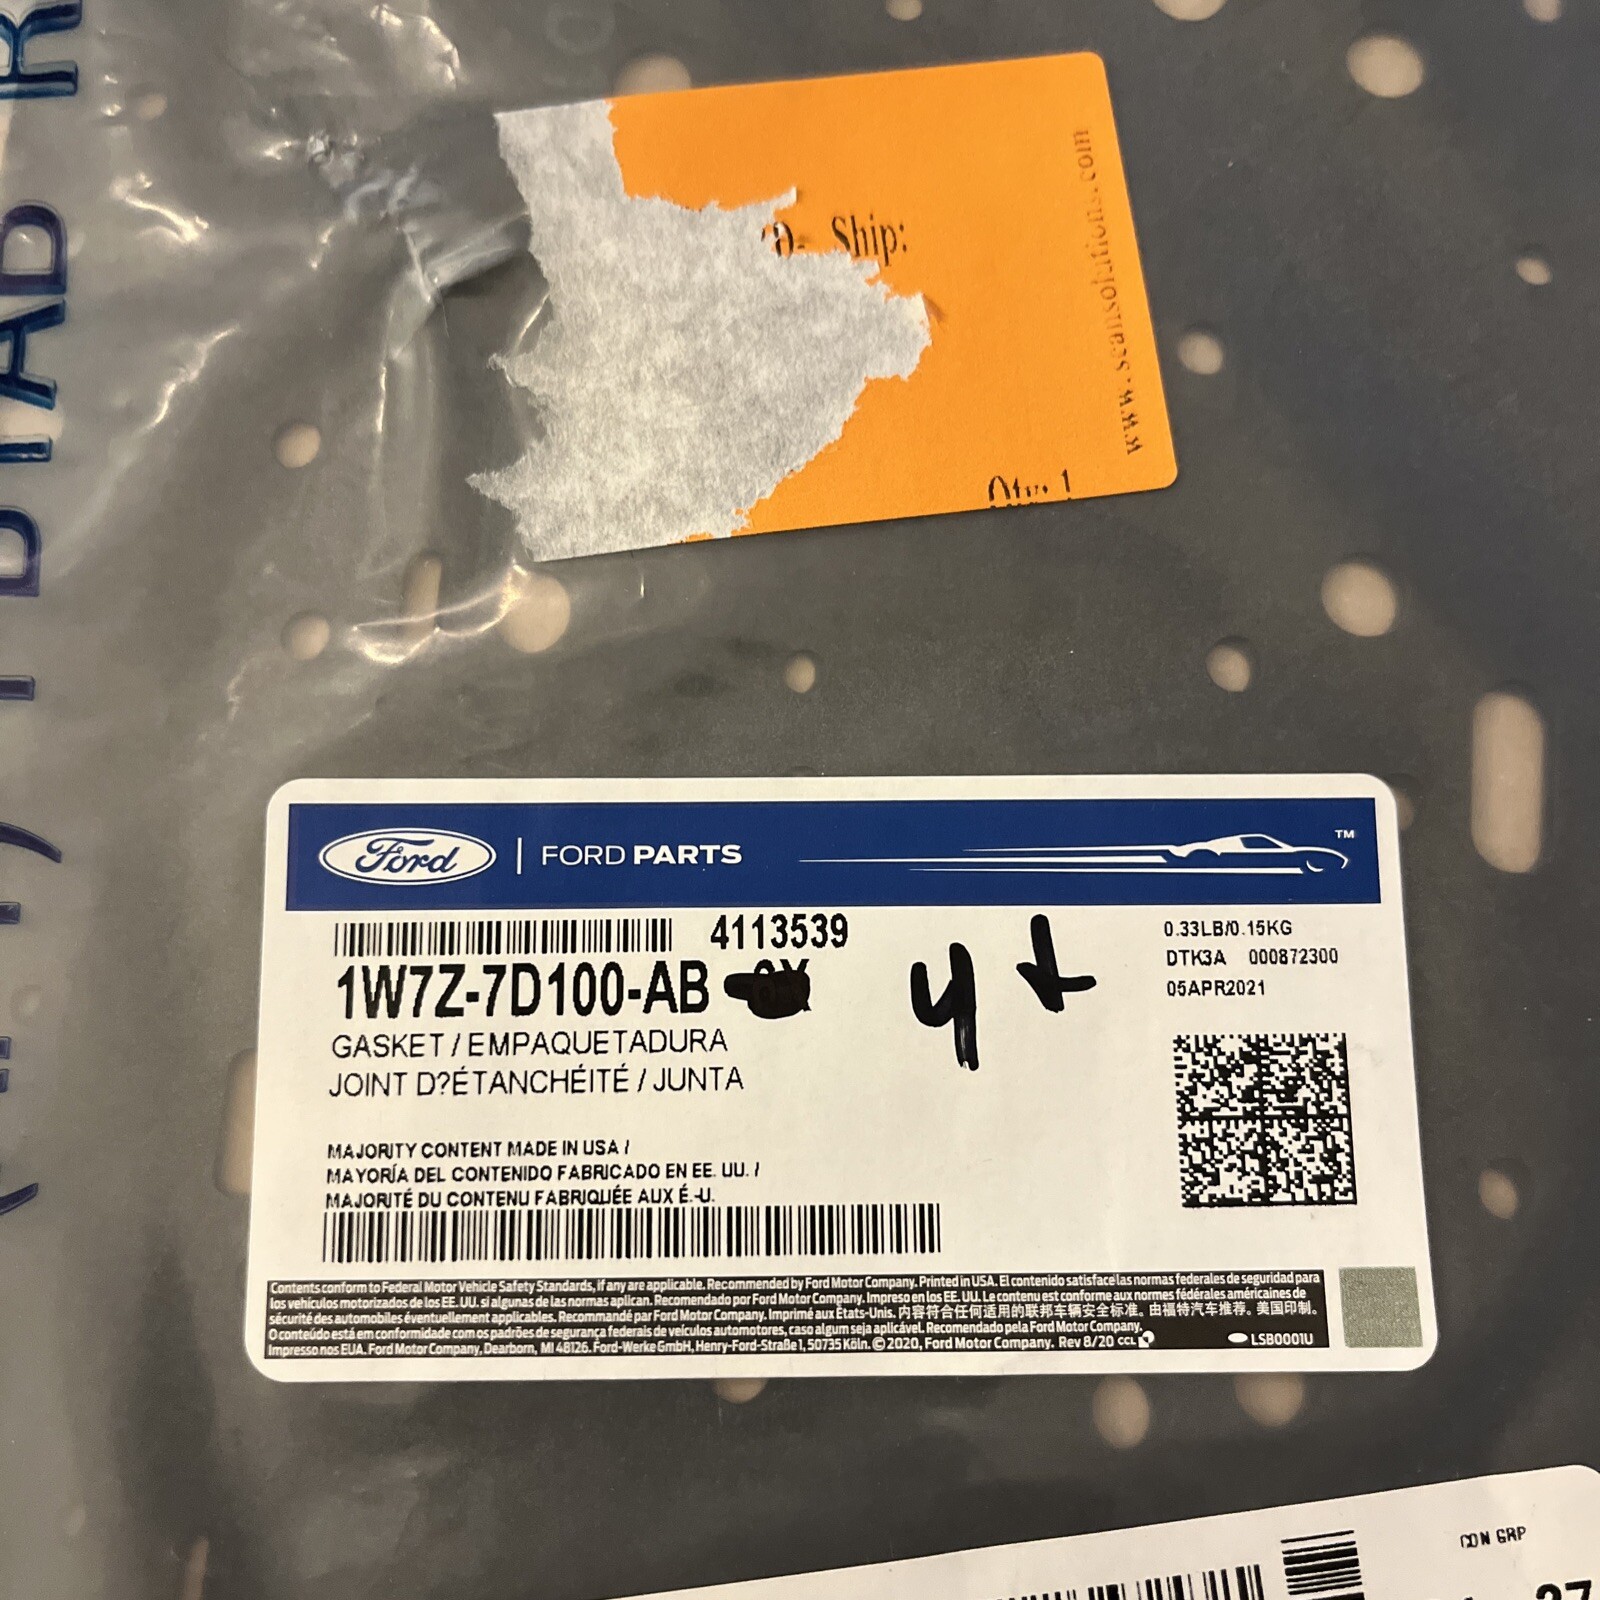 Ship:
www.scansolutions.com
Qty: 1
Ford | FORD PARTS ™
4113539
1W7Z-7D100-AB
4 X
GASKET / EMPAQUETADURA
JOINT D?ÉTANCHÉITÉ / JUNTA
0.33LB/0.15KG
DTK3A 000872300
05APR2021
MAJORITY CONTENT MADE IN USA /
MAYORÍA DEL CONTENIDO FABRICADO EN EE. UU. /
MAJORITÉ DU CONTENU FABRIQUÉE AUX É.-U.
Contents conform to Federal Motor Vehicle Safety Standards, if any are applicable. Recommended by Ford Motor Company. Printed in USA. El contenido satisface las normas federales de seguridad para
los vehículos motorizados de los EE. UU. si algunas de las normas aplican. Recomendado por Ford Motor Company. Impreso en los EE. UU. Le contenu est conforme aux normes fédérales américaines de
sécurité des automobiles éventuellement applicables. Recommandé par Ford Motor Company. Imprimé aux États-Unis. 内容符合任何适用的联邦车辆安全标准。由福特汽车推荐。美国印制。
O conteúdo está em conformidade com os padrões de segurança federais de veículos automotores, caso algum seja aplicável. Recomendado pela Ford Motor Company.
Impresso nos EUA. Ford Motor Company, Dearborn, MI 48126. Ford-Werke GmbH, Henry-Ford-Straße 1, 50735 Köln. © 2020, Ford Motor Company. Rev 8/20 CCL
LSB0001U
CON GRP
37